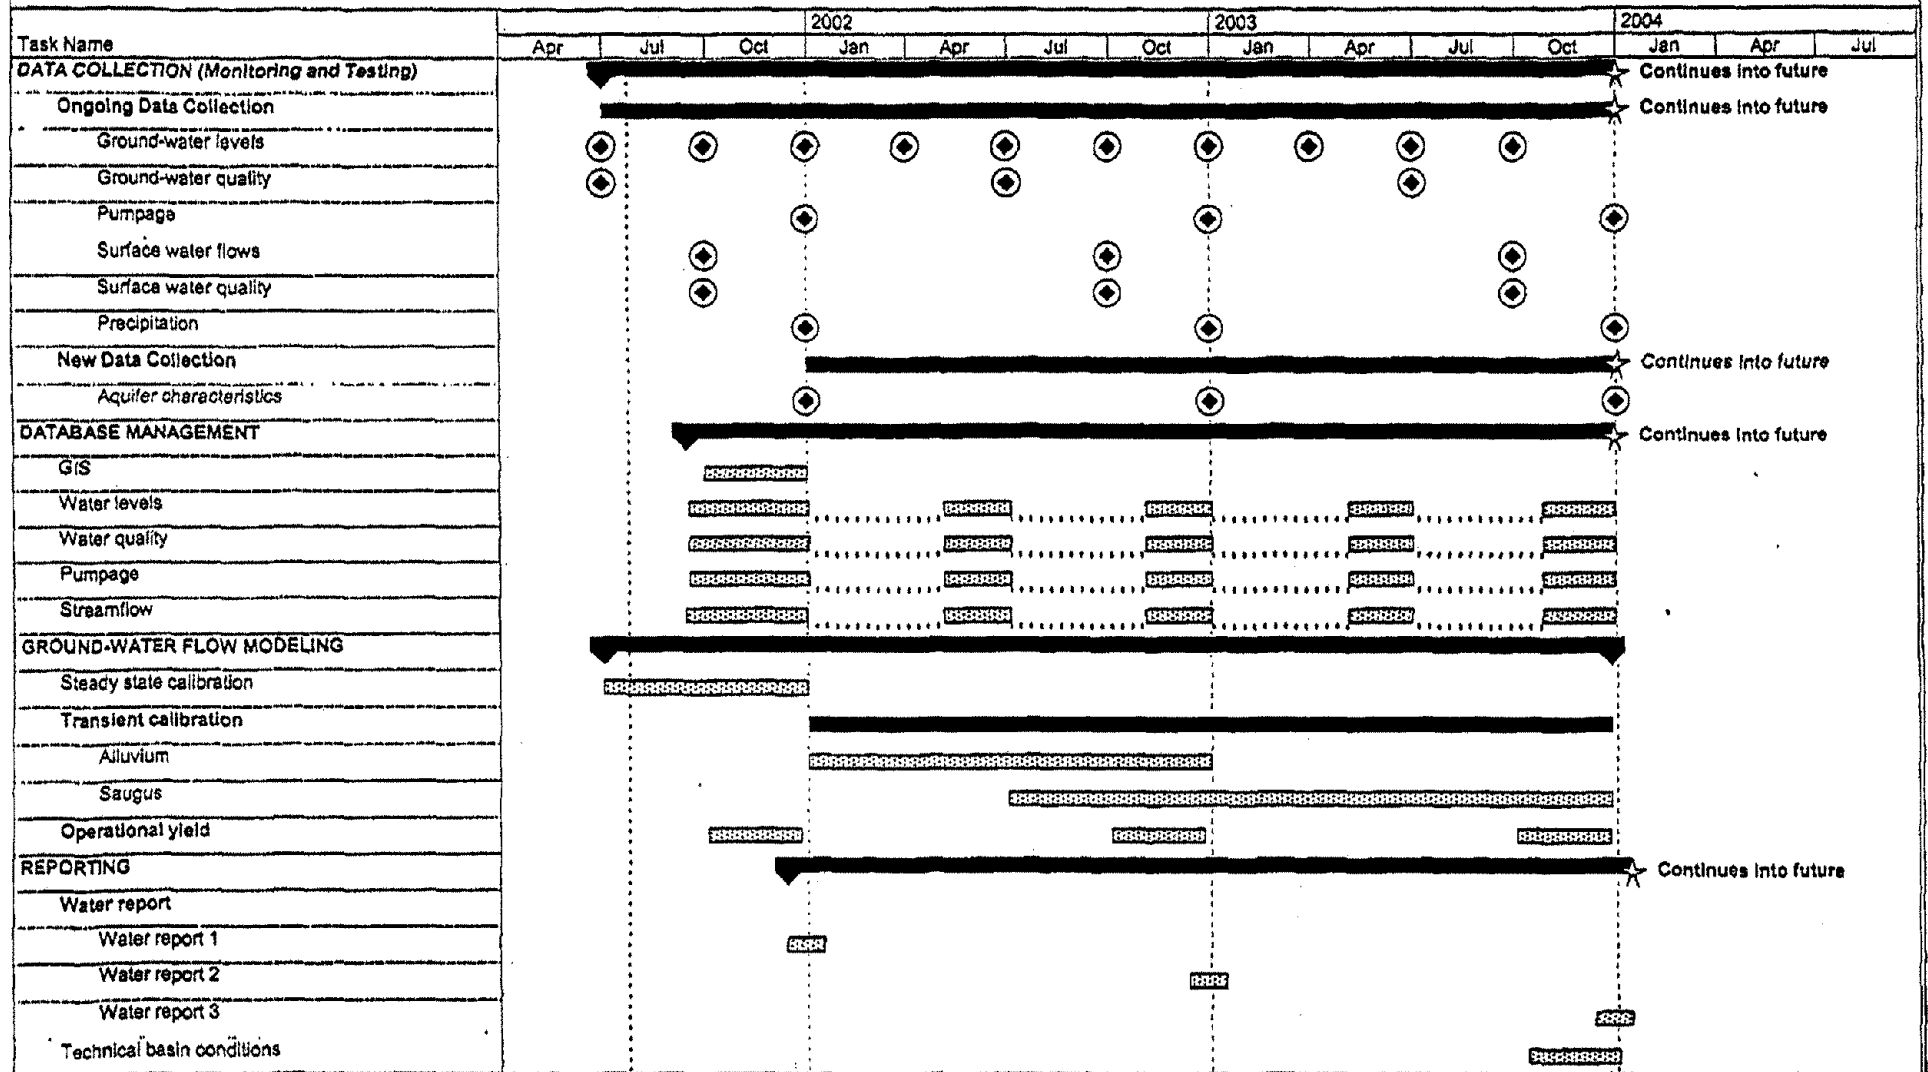 2002 2003 2004
Task Name Apr Jul Oct Jan Apr Jul Oct Jan Apr Jul Oct Jan Apr Jul
DATA COLLECTION (Monitoring and Testing) Continues into future
Ongoing Data Collection Continues into future
Ground-water levels
Ground-water quality
Pumpage
Surface water flows
Surface water quality
Precipitation
New Data Collection Continues into future
Aquifer characteristics
DATABASE MANAGEMENT Continues into future
GIS
Water levels
Water quality
Pumpage
Streamflow
GROUND-WATER FLOW MODELING
Steady state calibration
Transient calibration
Alluvium
Saugus
Operational yield
REPORTING Continues into future
Water report
Water report 1
Water report 2
Water report 3
Technical basin conditions